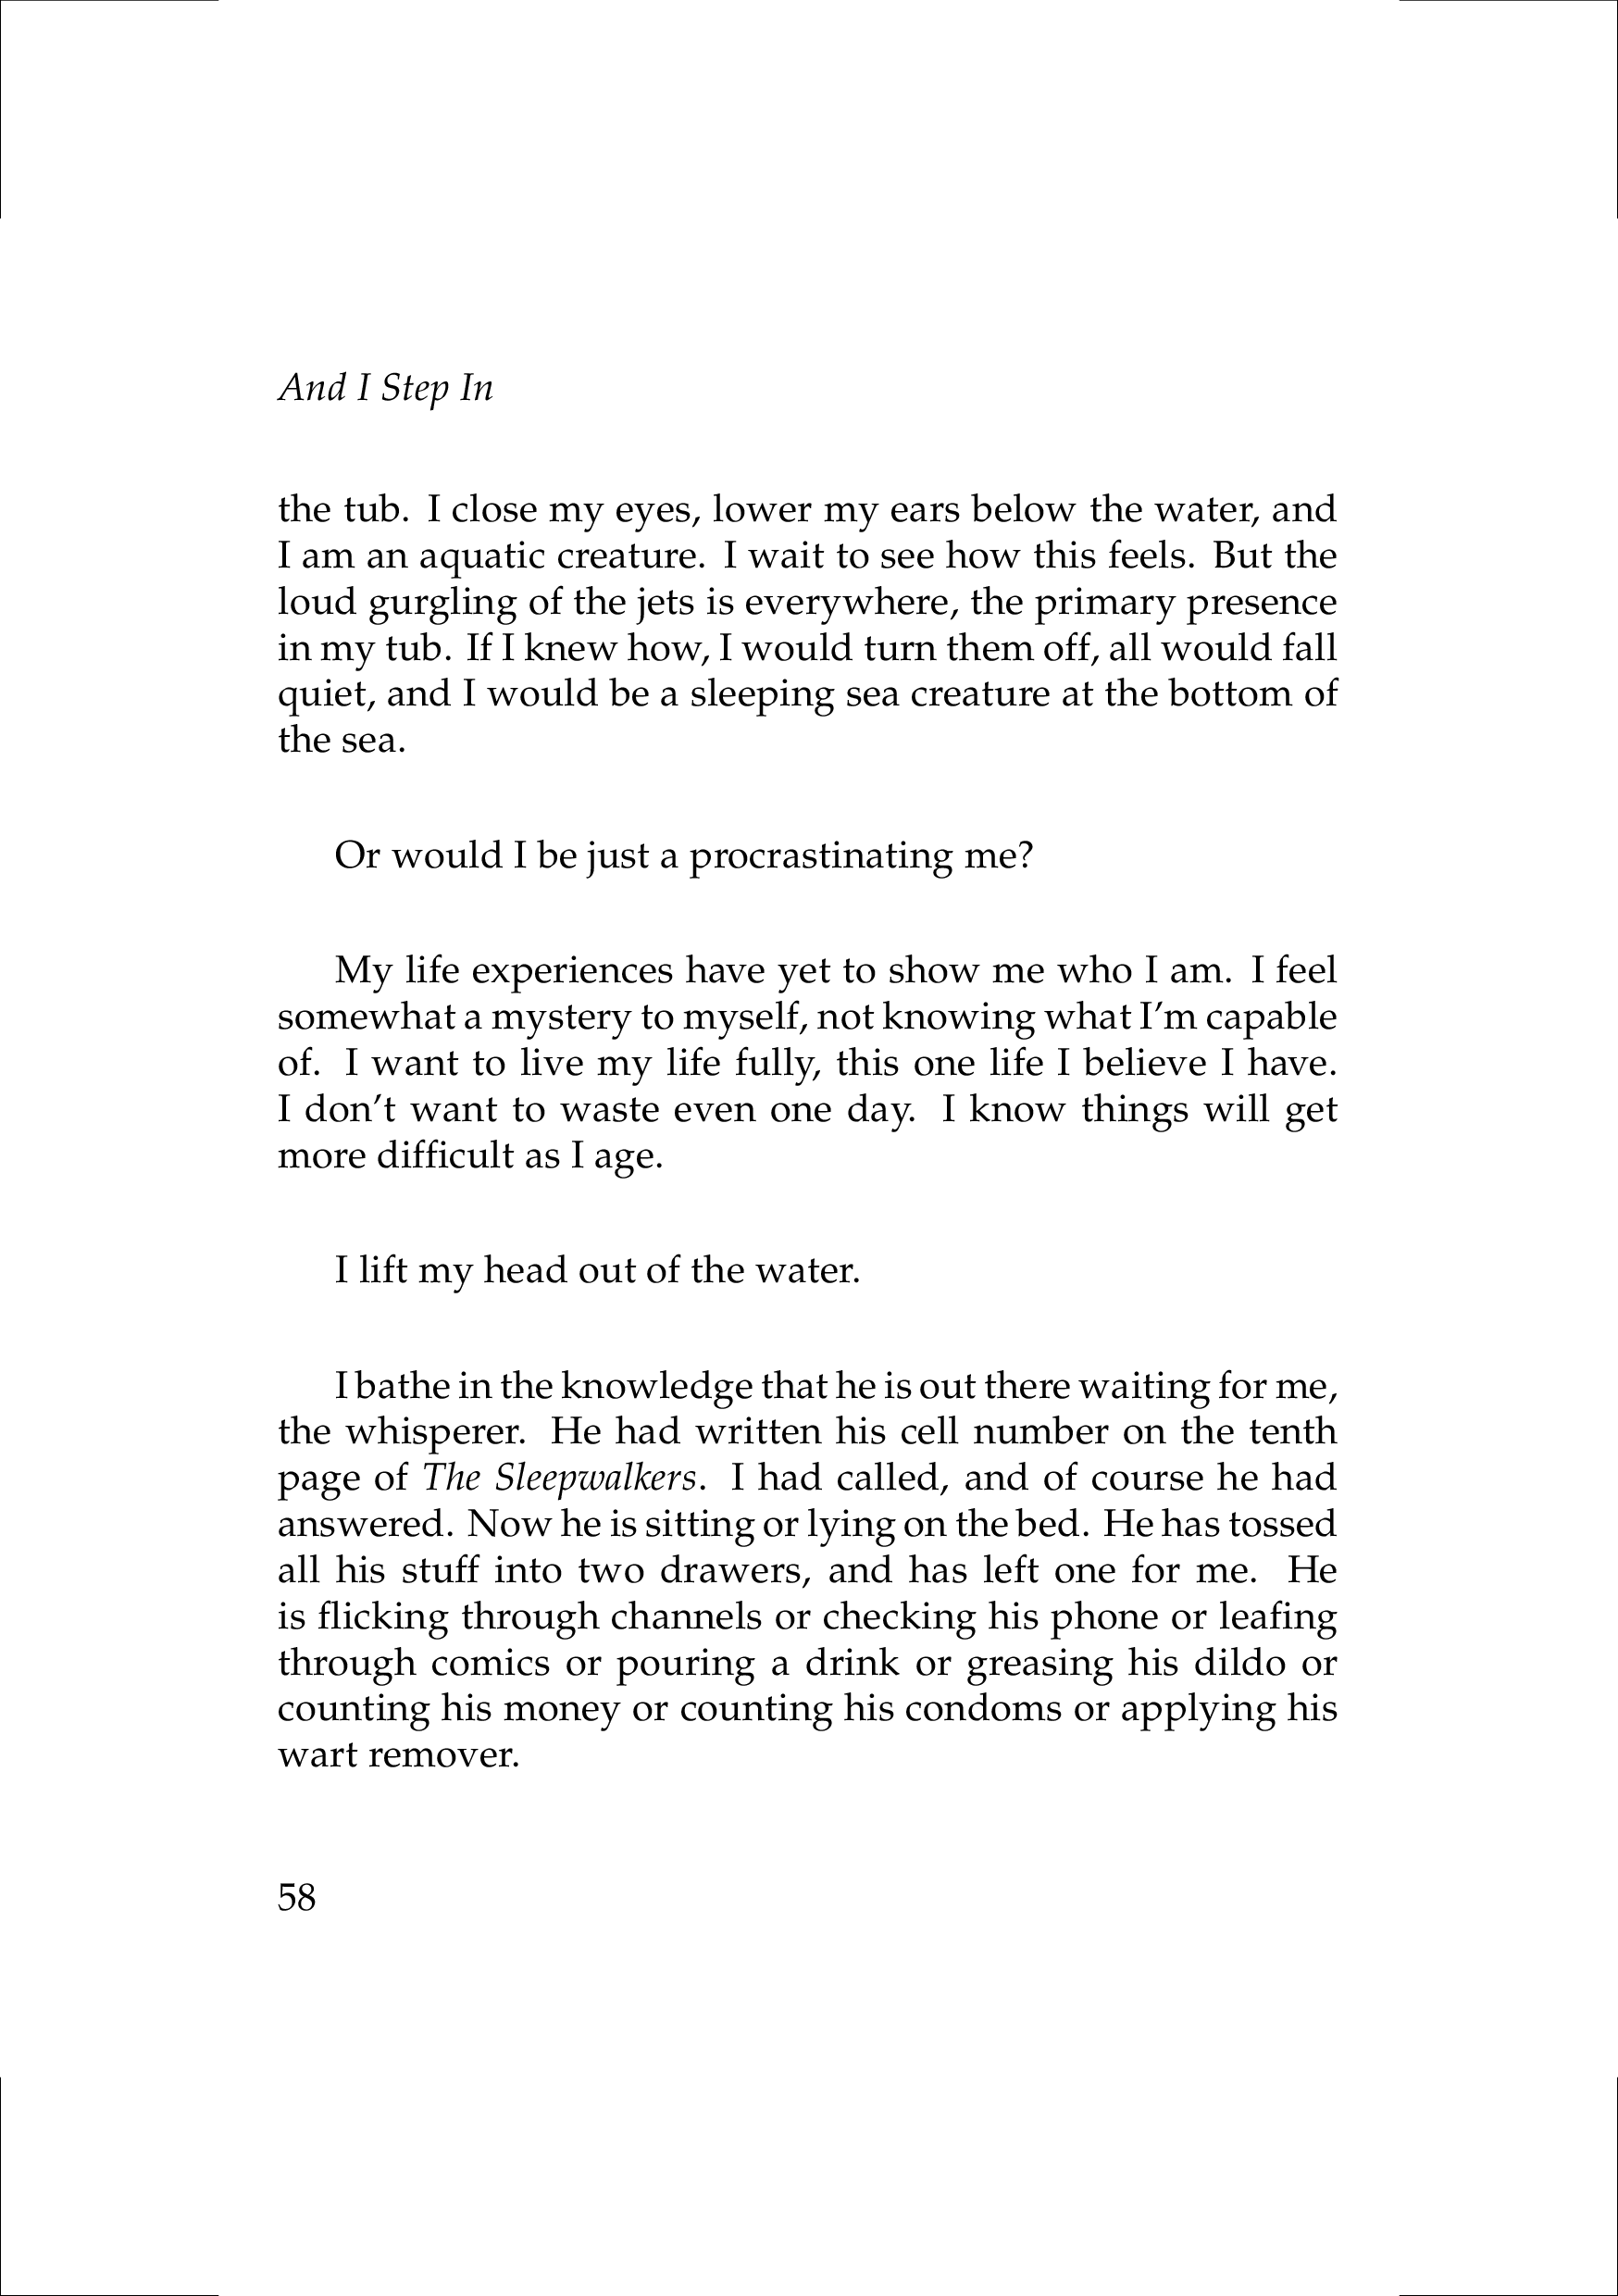 And I Step In
the tub. I close my eyes, lower my ears below the water, and
I am an aquatic creature. I wait to see how this feels. But the
loud gurgling of the jets is everywhere, the primary presence
in my tub. If I knew how, I would turn them off, all would fall
quiet, and I would be a sleeping sea creature at the bottom of
the sea.
Or would I be just a procrastinating me?
My life experiences have yet to show me who I am. I feel
somewhat a mystery to myself, not knowing what I'm capable
of. I want to live my life fully, this one life I believe I have.
I don't want to waste even one day. I know things will get
more difficult as I age.
I lift my head out of the water.
I bathe in the knowledge that he is out there waiting for me,
the whisperer. He had written his cell number on the tenth
page of The Sleepwalkers. I had called, and of course he had
answered. Now he is sitting or lying on the bed. He has tossed
all his stuff into two drawers, and has left one for me. He
is flicking through channels or checking his phone or leafing
through comics or pouring a drink or greasing his dildo or
counting his money or counting his condoms or applying his
wart remover.
58